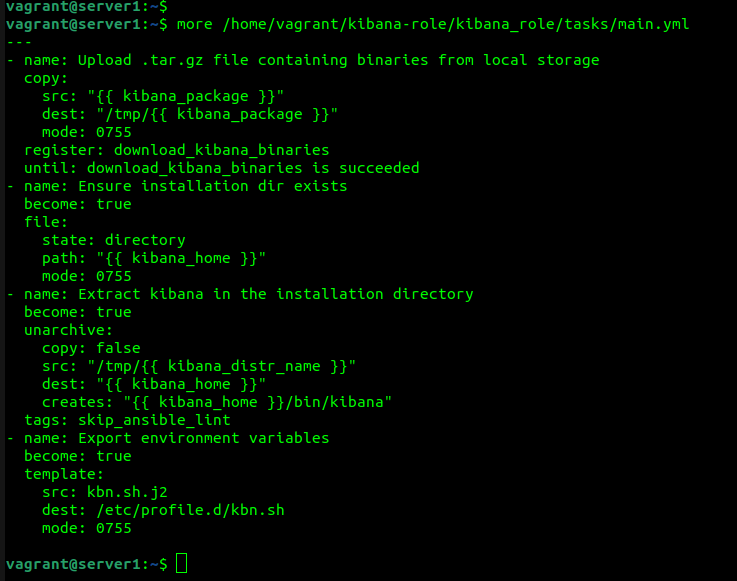 vagrant@server1:~$
vagrant@server1:~$ more /home/vagrant/kibana-role/kibana_role/tasks/main.yml
---
- name: Upload .tar.gz file containing binaries from local storage
  copy:
    src: "{{ kibana_package }}"
    dest: "/tmp/{{ kibana_package }}"
    mode: 0755
  register: download_kibana_binaries
  until: download_kibana_binaries is succeeded
- name: Ensure installation dir exists
  become: true
  file:
    state: directory
    path: "{{ kibana_home }}"
    mode: 0755
- name: Extract kibana in the installation directory
  become: true
  unarchive:
    copy: false
    src: "/tmp/{{ kibana_distr_name }}"
    dest: "{{ kibana_home }}"
    creates: "{{ kibana_home }}/bin/kibana"
  tags: skip_ansible_lint
- name: Export environment variables
  become: true
  template:
    src: kbn.sh.j2
    dest: /etc/profile.d/kbn.sh
    mode: 0755
vagrant@server1:~$